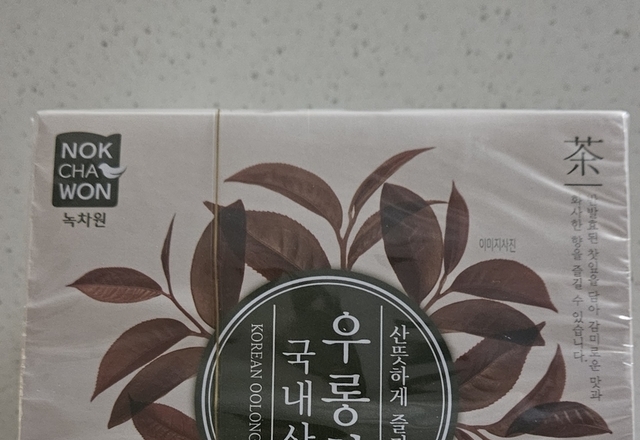 NOK
CHA
WON
녹차원
茶
발효된 찻잎을 담아 감미로운 맛과
화사한 향을 즐길 수 있습니다.
이미지사진
산뜻하게
우롱
국내산
KOREAN OOLONG